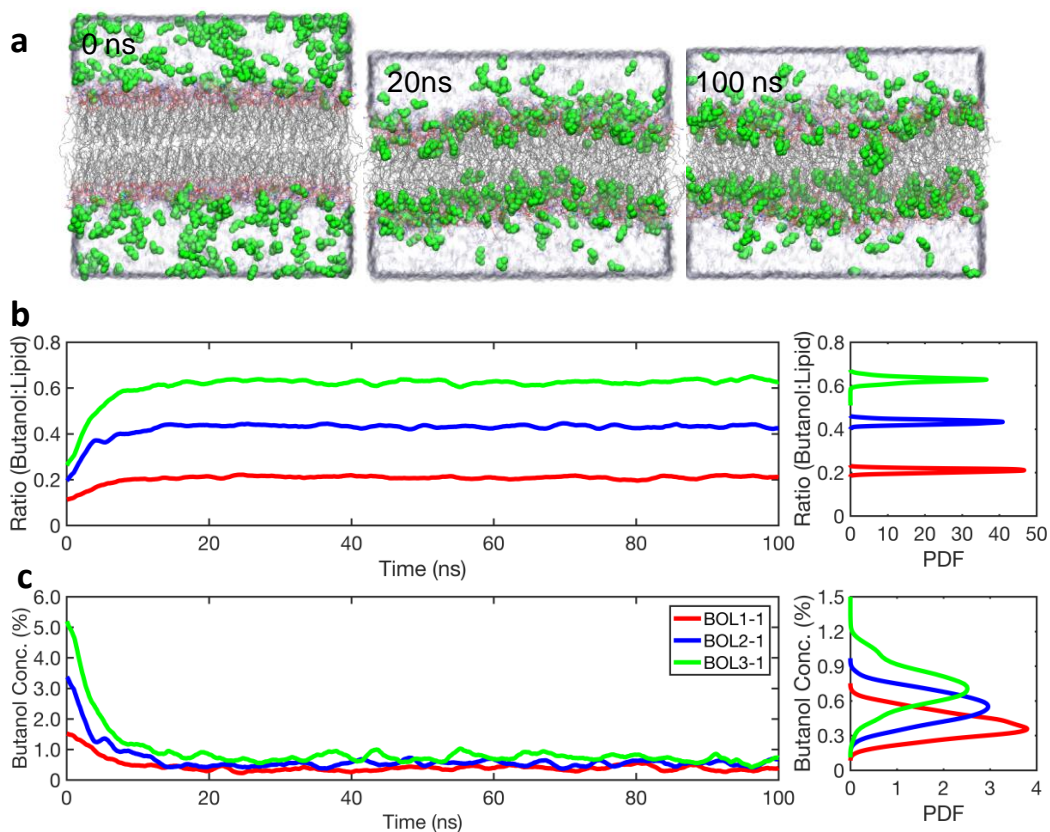 a
0 ns
20ns
100 ns
b
Ratio (Butanol:Lipid)
0.8
0.6
0.4
0.2
0
0 20 40 60 80 100
Time (ns)
Ratio (Butanol:Lipid)
0.8
0.6
0.4
0.2
0
0 10 20 30 40 50
PDF
c
Butanol Conc. (%)
6.0
5.0
4.0
3.0
2.0
1.0
0
BOL1-1
BOL2-1
BOL3-1
0 20 40 60 80 100
Time (ns)
Butanol Conc. (%)
1.5
1.2
0.9
0.6
0.3
0
0 1 2 3 4
PDF